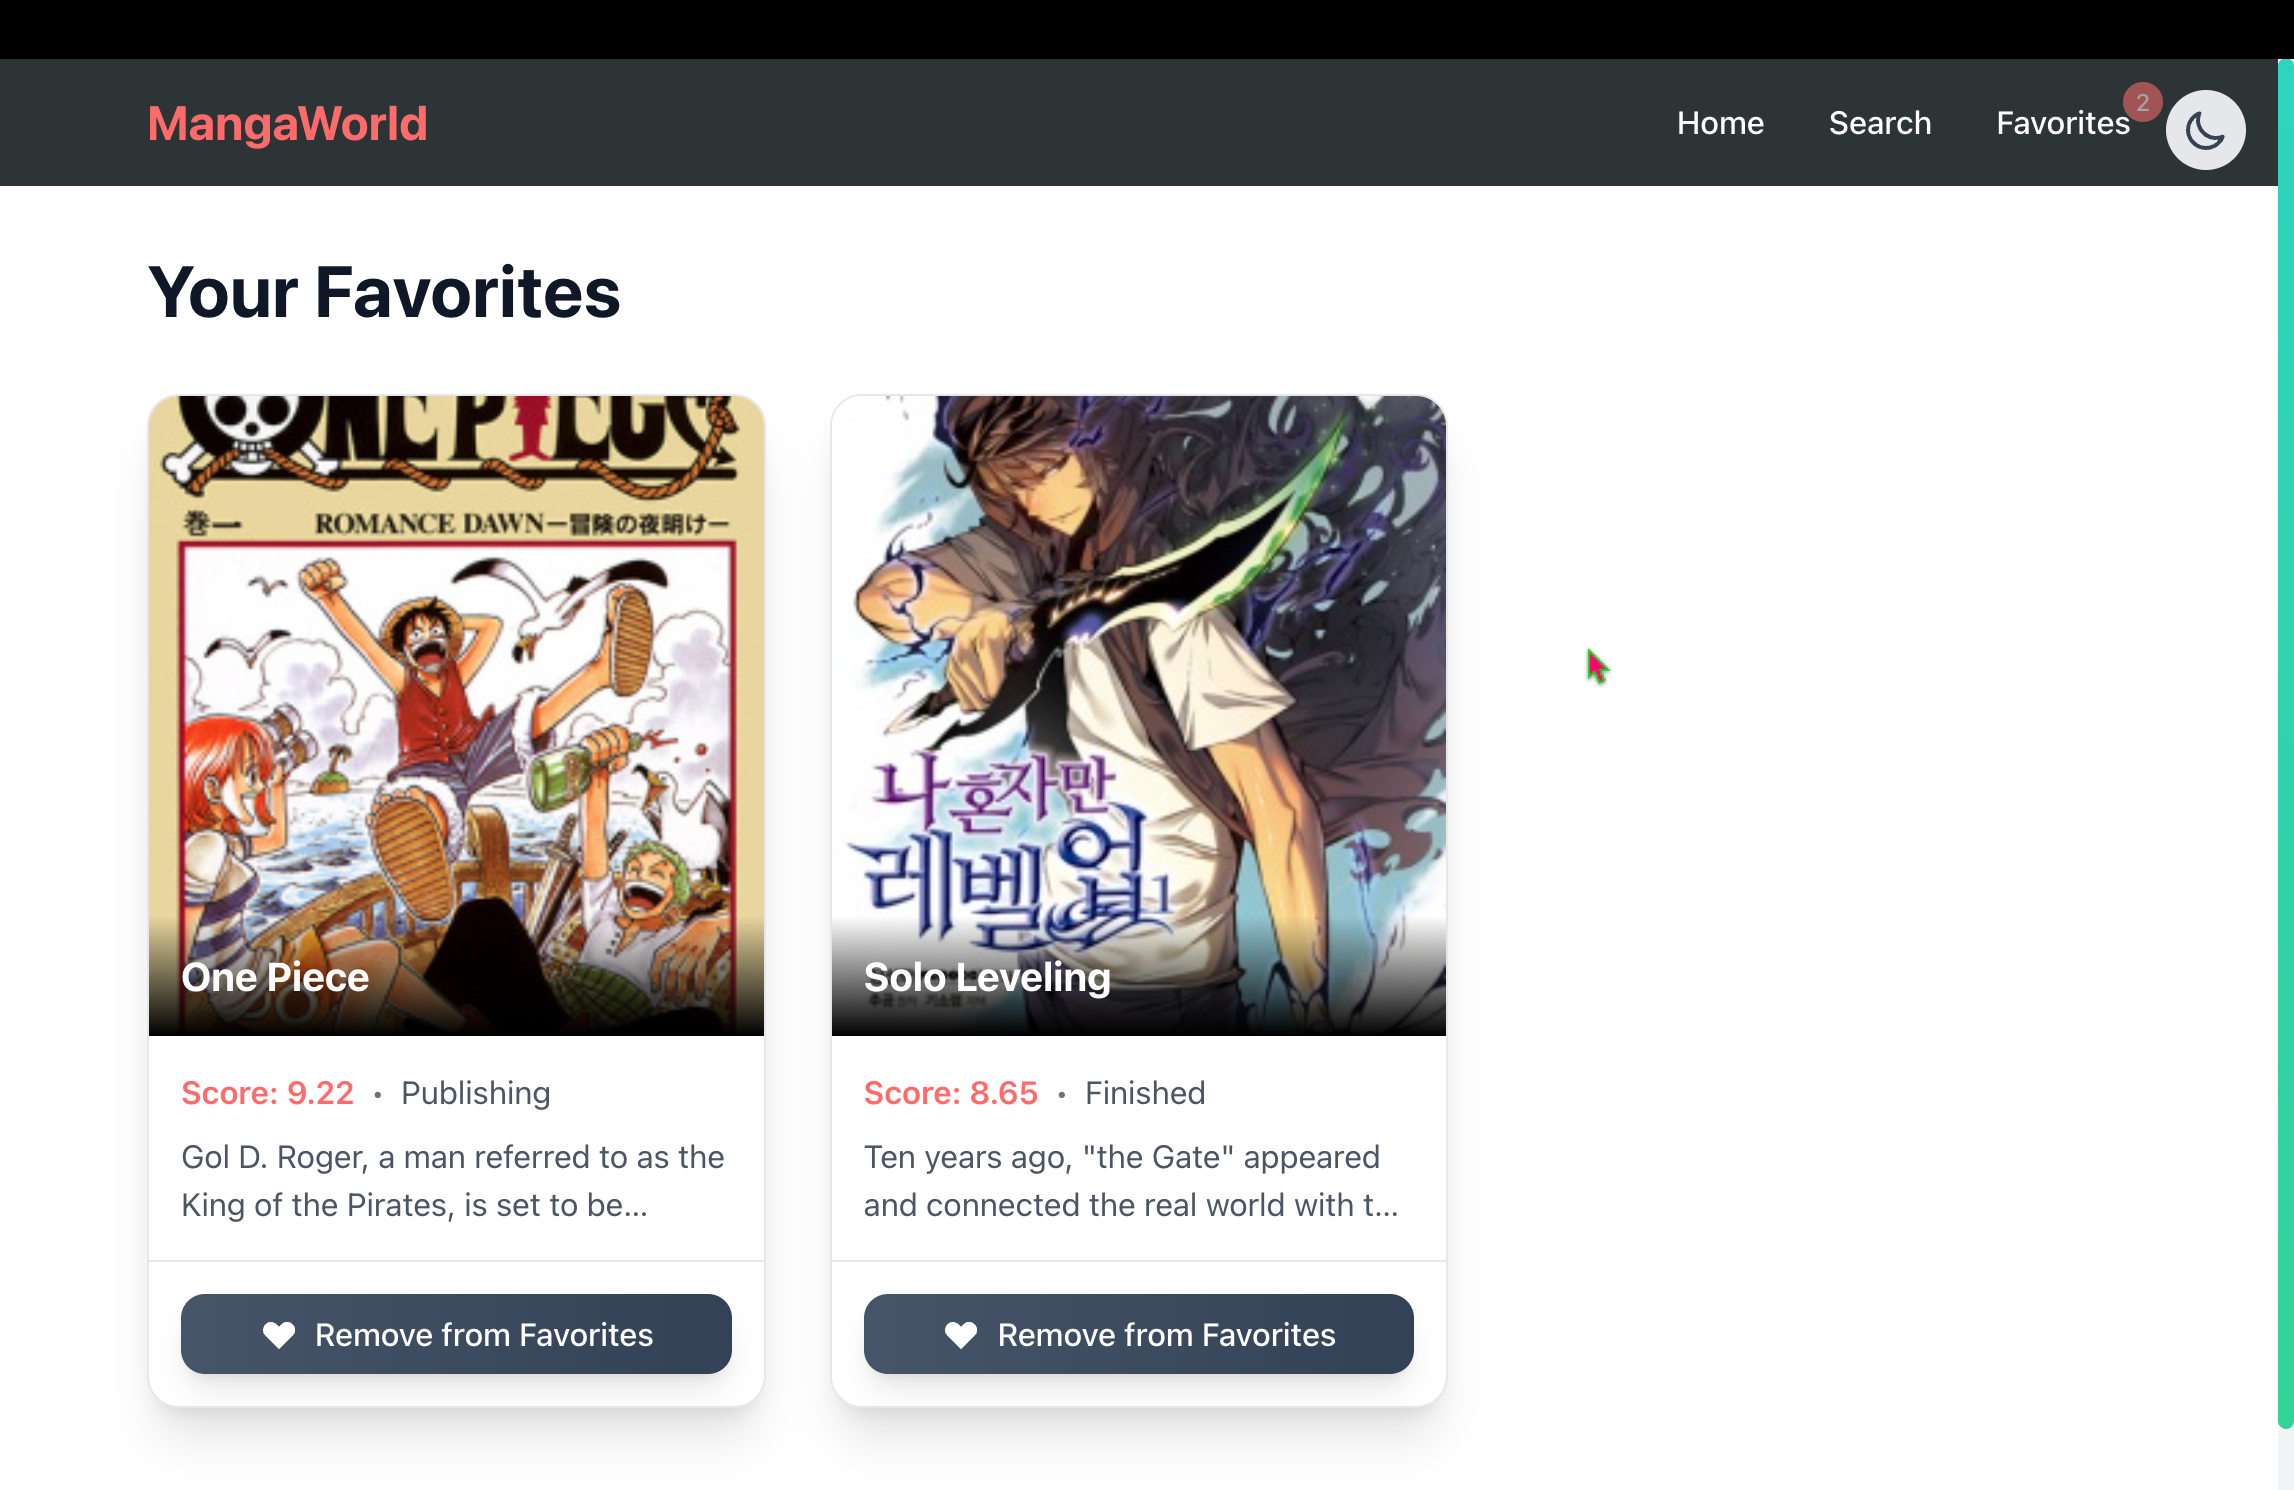 MangaWorld
Home Search Favorites 2
Your Favorites
ONE PIECE
巻一 ROMANCE DAWN—冒険の夜明け—
One Piece
Score: 9.22 • Publishing
Gol D. Roger, a man referred to as the
King of the Pirates, is set to be...
Remove from Favorites
나 혼자만
레벨업 1
Solo Leveling
Score: 8.65 • Finished
Ten years ago, "the Gate" appeared
and connected the real world with t...
Remove from Favorites